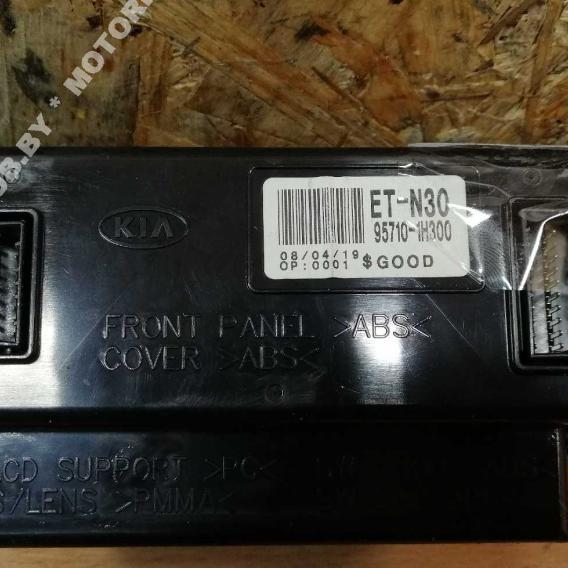 KIA
ET-N30
95710-1H300
08/04/19
OP:0001 $GOOD
FRONT PANEL >ABS<
COVER >ABS<
LCD SUPPORT >PC<
S/LENS >PMMA<